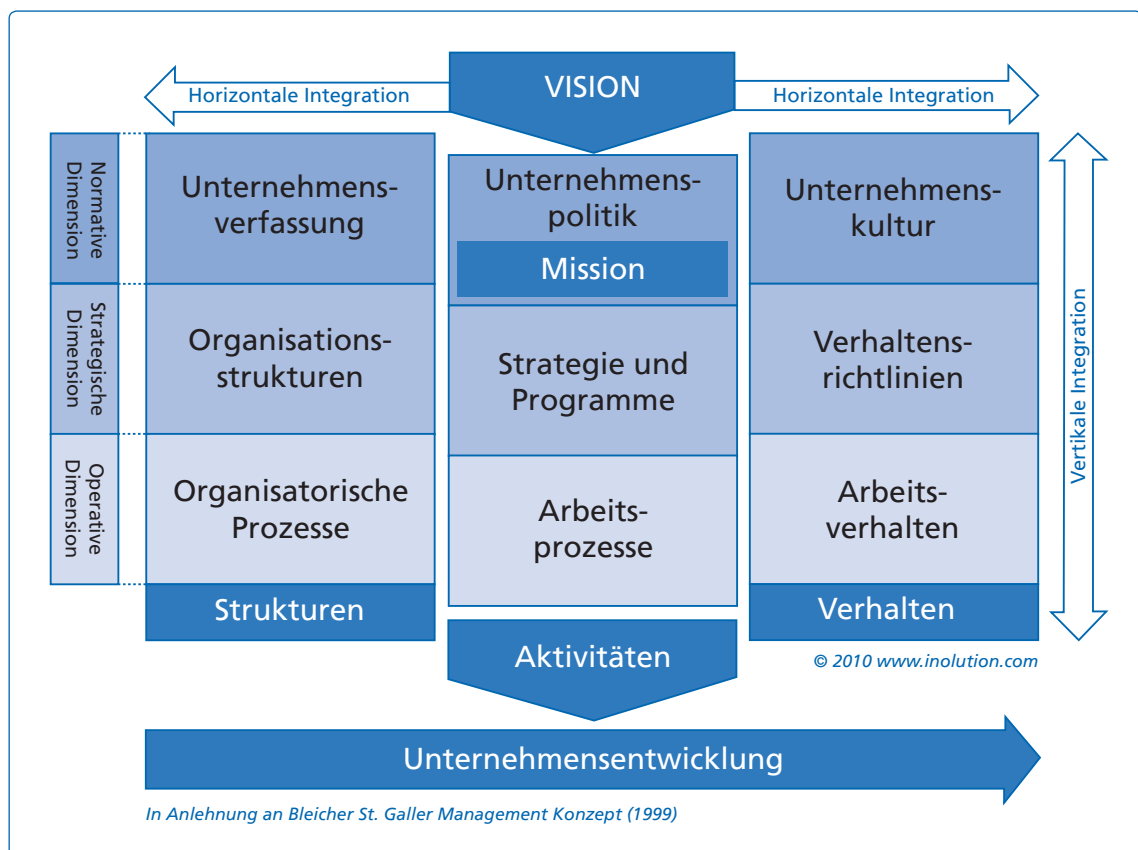 VISION
Horizontale Integration
Horizontale Integration
Normative
Dimension
Unternehmens-
verfassung
Unternehmens-
politik
Mission
Unternehmens-
kultur
Strategische
Dimension
Organisations-
strukturen
Strategie und
Programme
Verhaltens-
richtlinien
Vertikale Integration
Operative
Dimension
Organisatorische
Prozesse
Arbeits-
prozesse
Arbeits-
verhalten
Strukturen
Aktivitäten
Verhalten
© 2010 www.inolution.com
Unternehmensentwicklung
In Anlehnung an Bleicher St. Galler Management Konzept (1999)